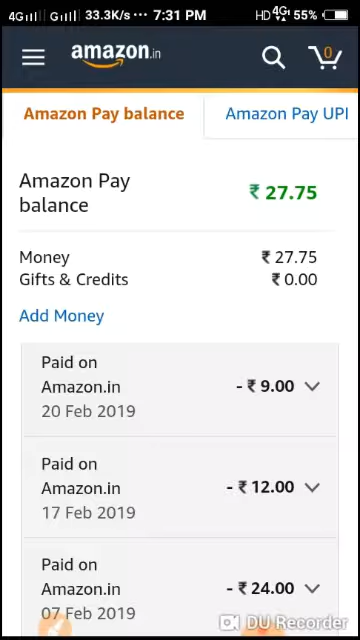 4G 33.3K/s ··· 7:31 PM HD 4G 55%
amazon.in
0
Amazon Pay balance Amazon Pay UPI
Amazon Pay
balance
₹ 27.75
Money ₹ 27.75
Gifts & Credits ₹ 0.00
Add Money
Paid on
Amazon.in - ₹ 9.00
20 Feb 2019
Paid on
Amazon.in - ₹ 12.00
17 Feb 2019
Paid on
Amazon.in - ₹ 24.00
07 Feb 2019
DU Recorder